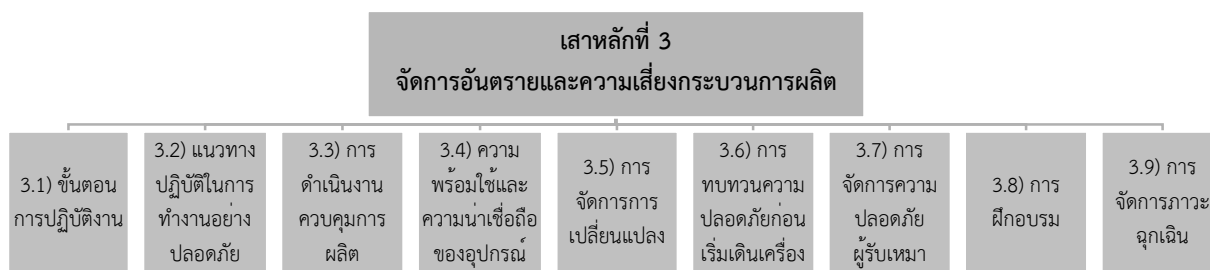 เสาหลักที่ 3
จัดการอันตรายและความเสี่ยงกระบวนการผลิต
3.1) ขั้นตอน
การปฏิบัติงาน
3.2) แนวทาง
ปฏิบัติในการ
ทำงานอย่าง
ปลอดภัย
3.3) การ
ดำเนินงาน
ควบคุมการ
ผลิต
3.4) ความ
พร้อมใช้และ
ความน่าเชื่อถือ
ของอุปกรณ์
3.5) การ
จัดการการ
เปลี่ยนแปลง
3.6) การ
ทบทวนความ
ปลอดภัยก่อน
เริ่มเดินเครื่อง
3.7) การ
จัดการความ
ปลอดภัย
ผู้รับเหมา
3.8) การ
ฝึกอบรม
3.9) การ
จัดการภาวะ
ฉุกเฉิน